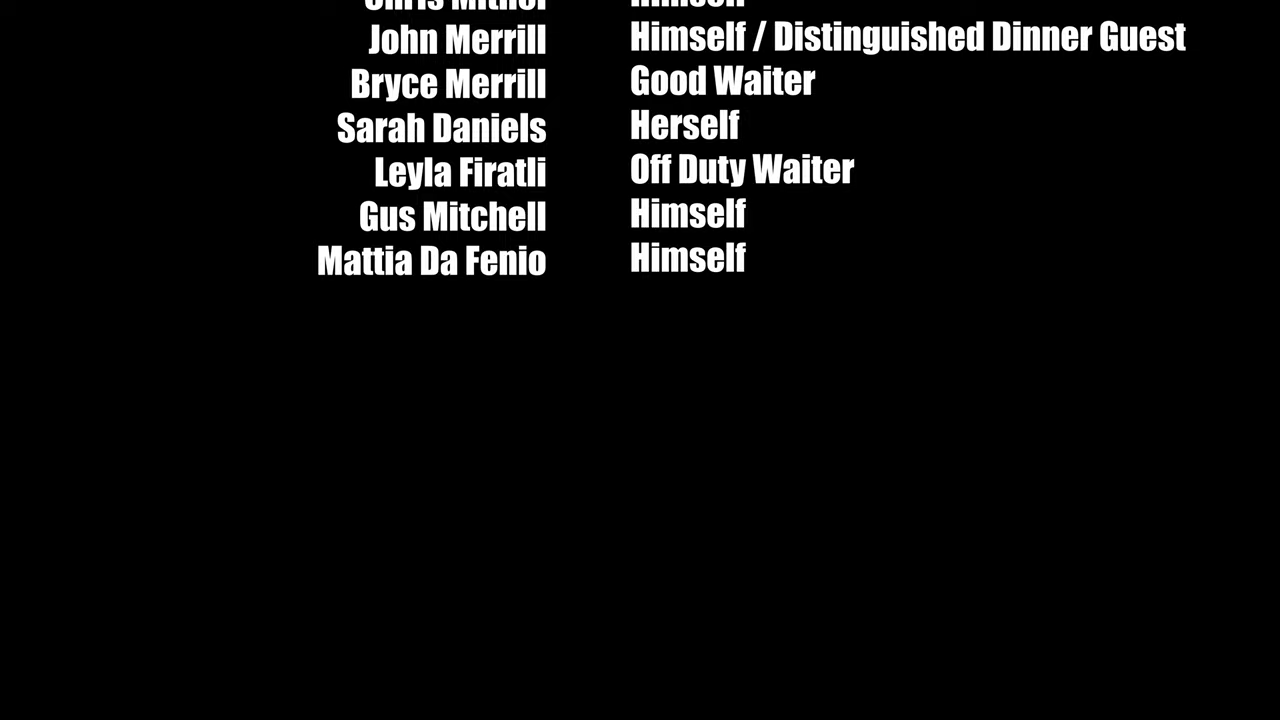 John Merrill Himself / Distinguished Dinner Guest
Bryce Merrill Good Waiter
Sarah Daniels Herself
Leyla Firatli Off Duty Waiter
Gus Mitchell Himself
Mattia Da Fenio Himself